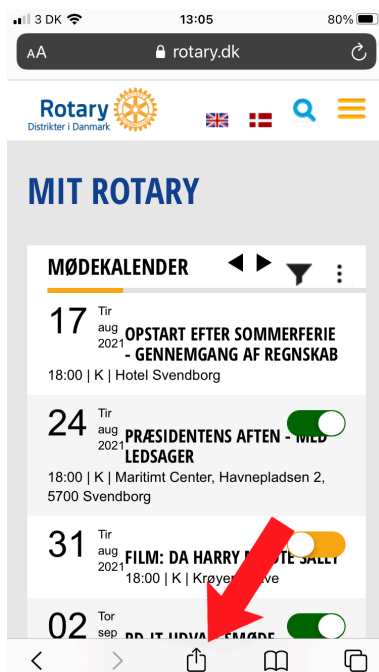 3 DK 13:05 80%
AA rotary.dk
Rotary
Distrikter i Danmark
MIT ROTARY
MØDEKALENDER
17 Tir aug 2021
OPSTART EFTER SOMMERFERIE
- GENNEMGANG AF REGNSKAB
18:00 | K | Hotel Svendborg
24 Tir aug 2021
PRÆSIDENTENS AFTEN - MED
LEDSAGER
18:00 | K | Maritimt Center, Havnepladsen 2,
5700 Svendborg
31 Tir aug 2021
FILM: DA HARRY SALLY
18:00 | K |
02 Tor sep